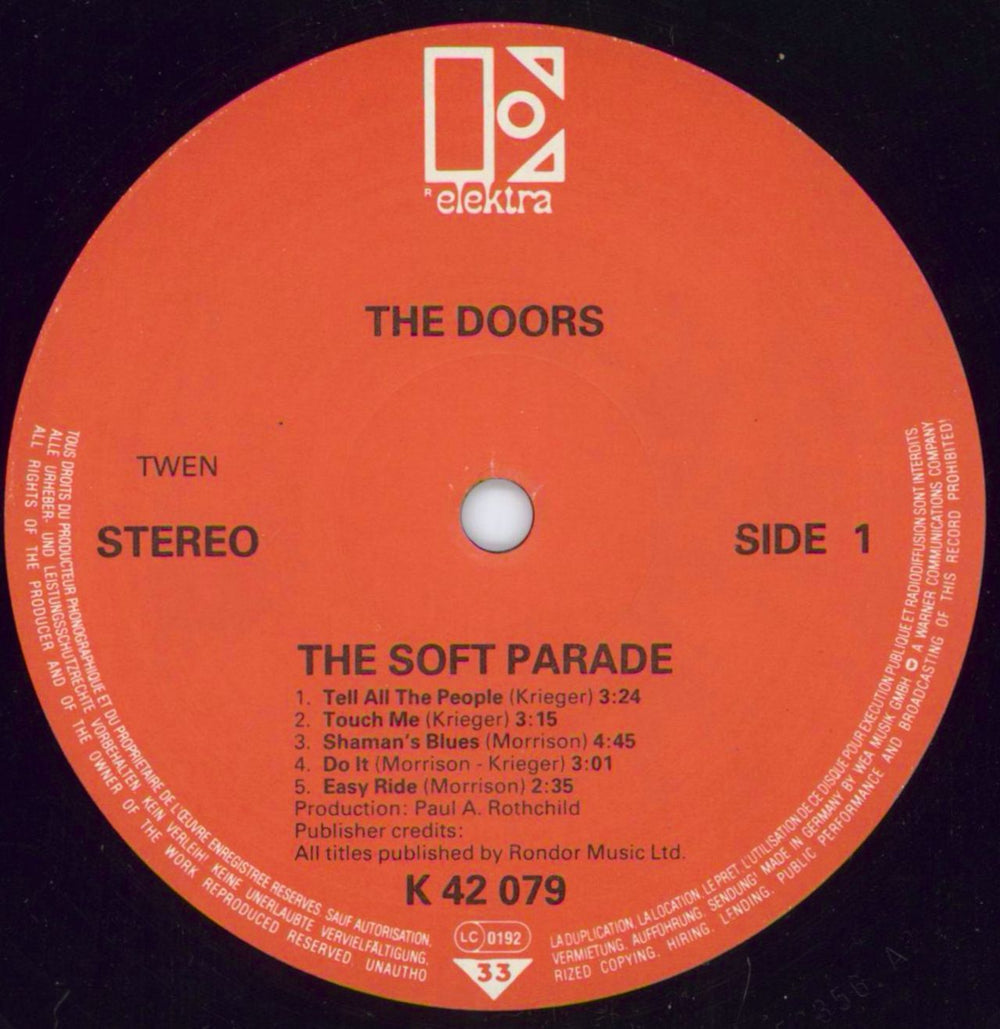 R elektra
THE DOORS
TWEN
STEREO
SIDE 1
THE SOFT PARADE
1. Tell All The People (Krieger) 3:24
2. Touch Me (Krieger) 3:15
3. Shaman's Blues (Morrison) 4:45
4. Do It (Morrison - Krieger) 3:01
5. Easy Ride (Morrison) 2:35
Production: Paul A. Rothchild
Publisher credits:
All titles published by Rondor Music Ltd.
K 42 079
LC 0192
33
TOUS DROITS DU PRODUCTEUR PHONOGRAPHIQUE ET DU PROPRIETAIRE DE L'ŒUVRE ENREGISTREE RESERVES. SAUF AUTORISATION,
LA DUPLICATION, LA LOCATION, LE PRET, L'UTILISATION DE CE DISQUE POUR EXECUTION PUBLIQUE ET RADIODIFFUSION SONT INTERDITS.
ALLE URHEBER- UND LEISTUNGSSCHUTZRECHTE VORBEHALTEN. KEIN VERLEIH! KEINE UNERLAUBTE VERVIELFÄLTIGUNG,
VERMIETUNG, AUFFÜHRUNG, SENDUNG! MADE IN GERMANY BY WEA MUSIK GMBH A WARNER COMMUNICATIONS COMPANY
ALL RIGHTS OF THE PRODUCER AND OF THE OWNER OF THE WORK REPRODUCED RESERVED. UNAUTHO
RIZED COPYING, HIRING, LENDING, PUBLIC PERFORMANCE AND BROADCASTING OF THIS RECORD PROHIBITED!